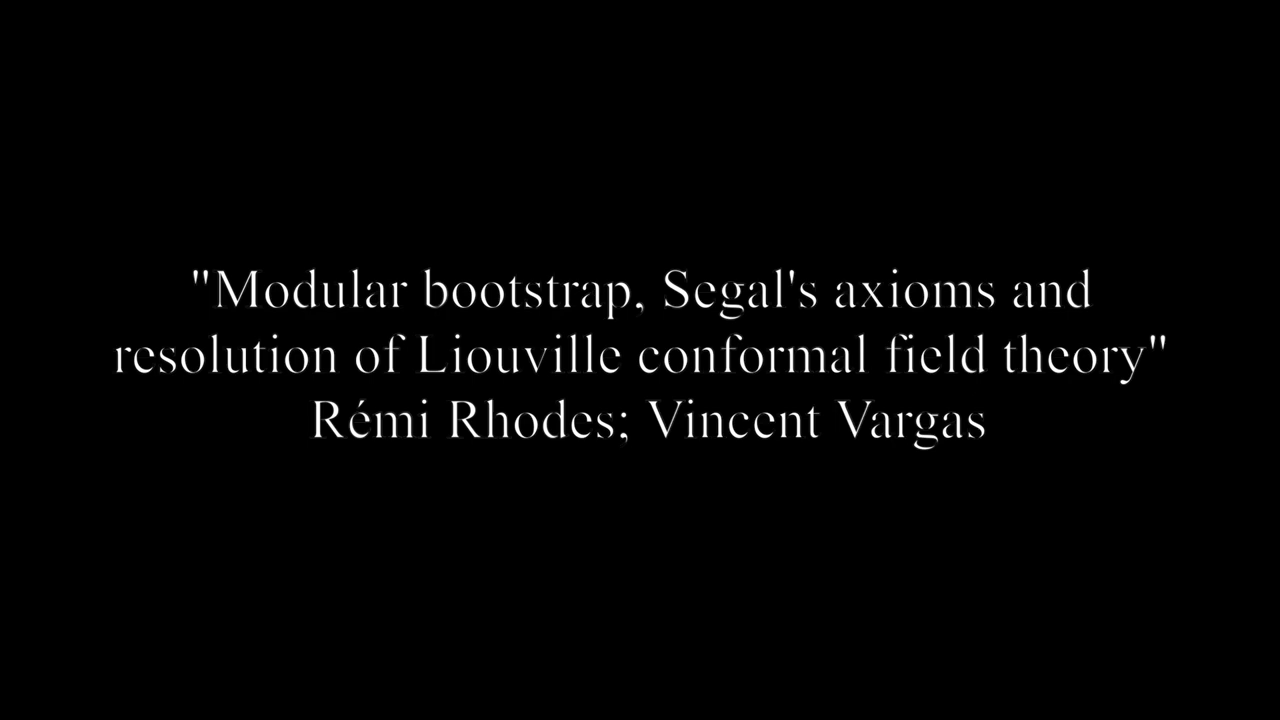 "Modular bootstrap, Segal's axioms and
resolution of Liouville conformal field theory"
Rémi Rhodes; Vincent Vargas